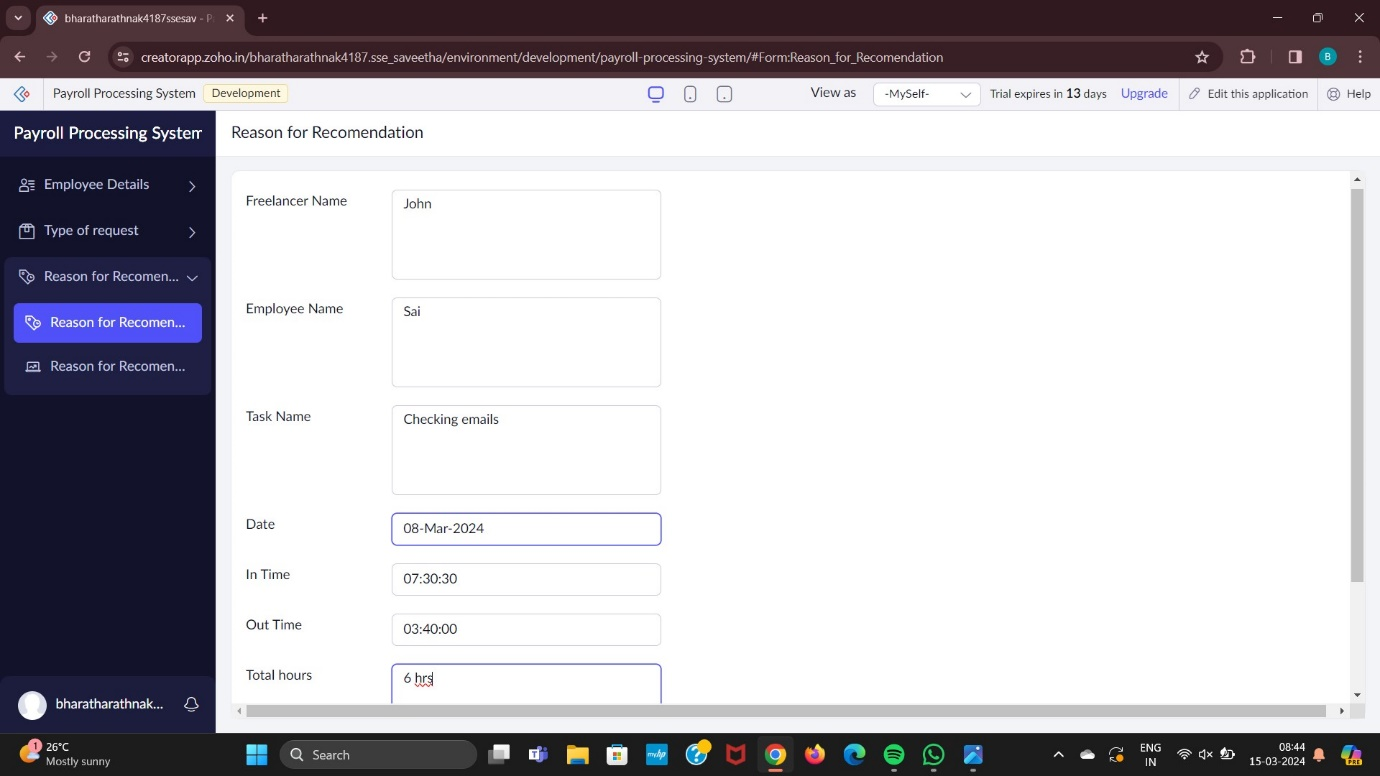 bharatharathnak4187ssesav - P
creatorapp.zoho.in/bharatharathnak4187.sse_saveetha/environment/development/payroll-processing-system/#Form:Reason_for_Recomendation
B
Payroll Processing System Development View as -MySelf- Trial expires in 13 days Upgrade Edit this application Help
Payroll Processing System
Reason for Recomendation
Employee Details
Type of request
Reason for Recomen...
Reason for Recomen...
Reason for Recomen...
bharatharathnak...
Freelancer Name John
Employee Name Sai
Task Name Checking emails
Date 08-Mar-2024
In Time 07:30:30
Out Time 03:40:00
Total hours 6 hrs
1
26°C
Mostly sunny
Search
myhp
ENG
IN
08:44
15-03-2024
PRE